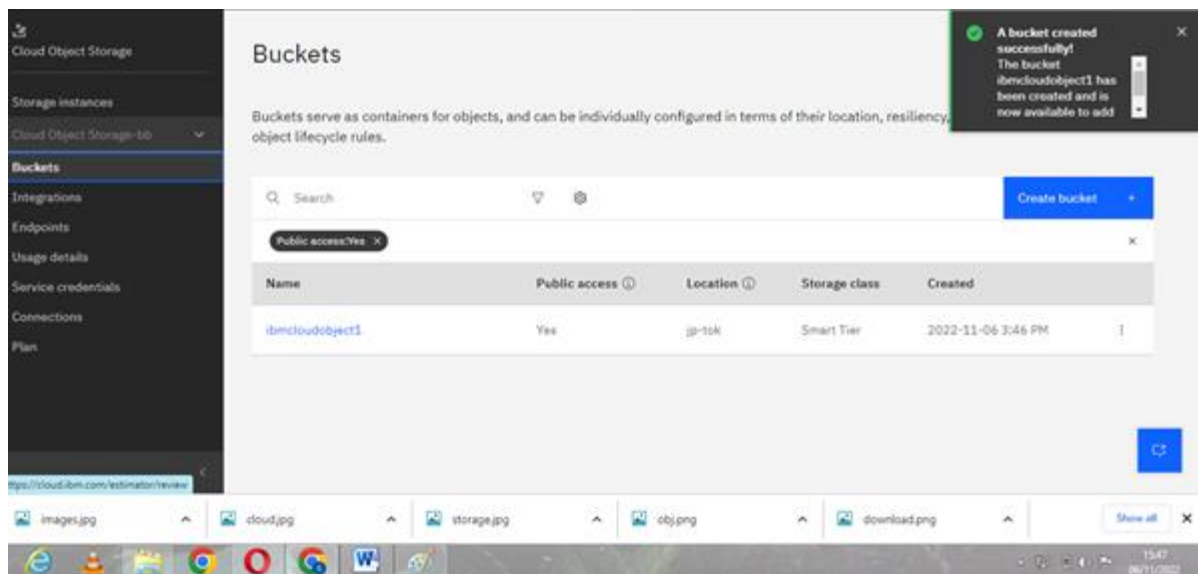 Cloud Object Storage
Storage instances
Cloud Object Storage-bb
Buckets
Integrations
Endpoints
Usage details
Service credentials
Connections
Plan
ttps://cloud.ibm.com/estimator/review
Buckets
Buckets serve as containers for objects, and can be individually configured in terms of their location, resiliency,
object lifecycle rules.
A bucket created
successfully!
The bucket
ibmcloudobject1 has
been created and is
now available to add
Search
Create bucket +
Public access:Yes ×
Name Public access Location Storage class Created
ibmcloudobject1 Yes jp-tok Smart Tier 2022-11-06 3:46 PM
images.jpg cloud.jpg storage.jpg obj.png download.png Show all
15:47
06/11/2022